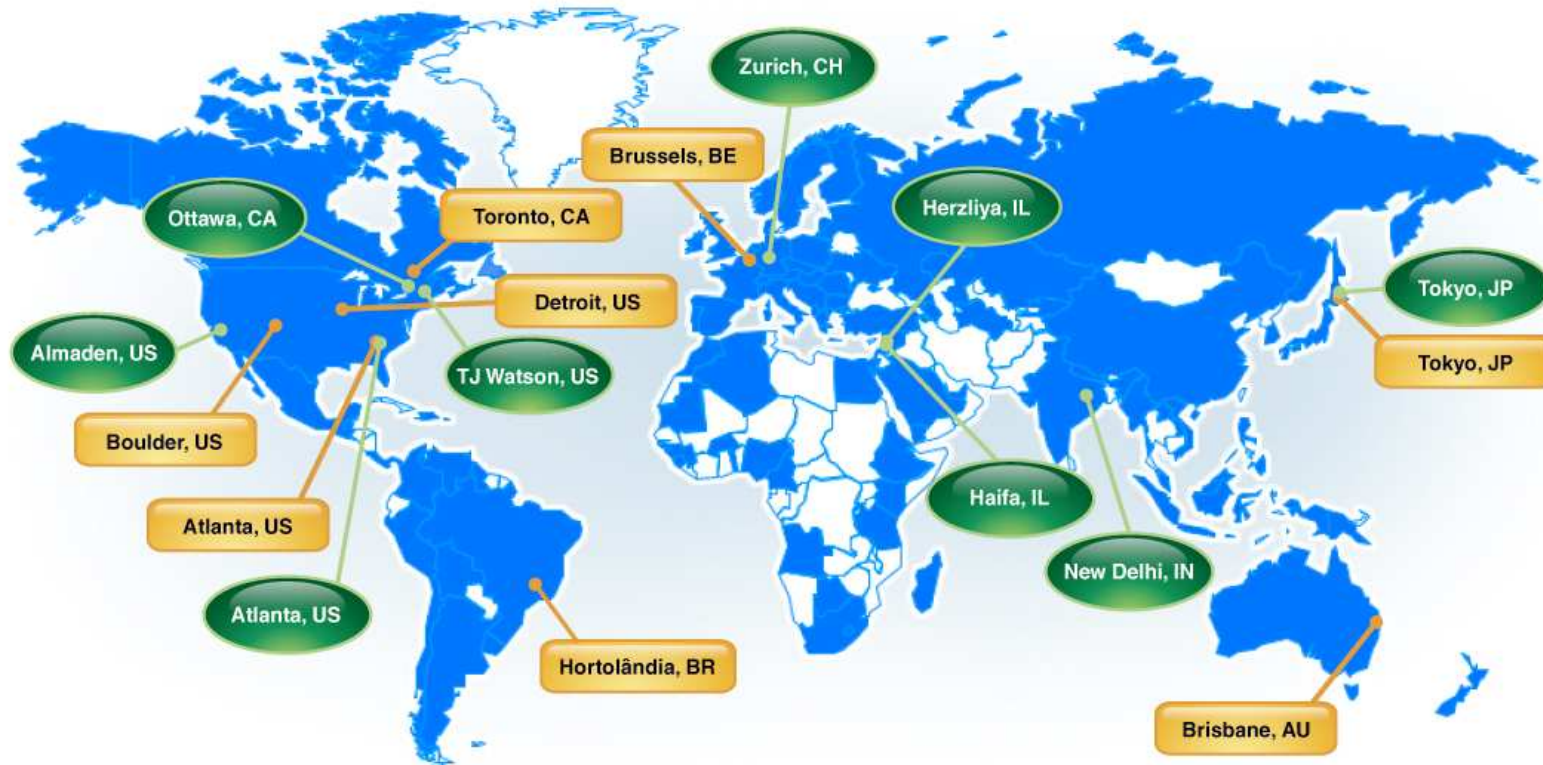 Zurich, CH
Brussels, BE
Ottawa, CA
Toronto, CA
Herzliya, IL
Detroit, US
Tokyo, JP
Almaden, US
TJ Watson, US
Tokyo, JP
Boulder, US
Haifa, IL
Atlanta, US
New Delhi, IN
Atlanta, US
Hortolândia, BR
Brisbane, AU